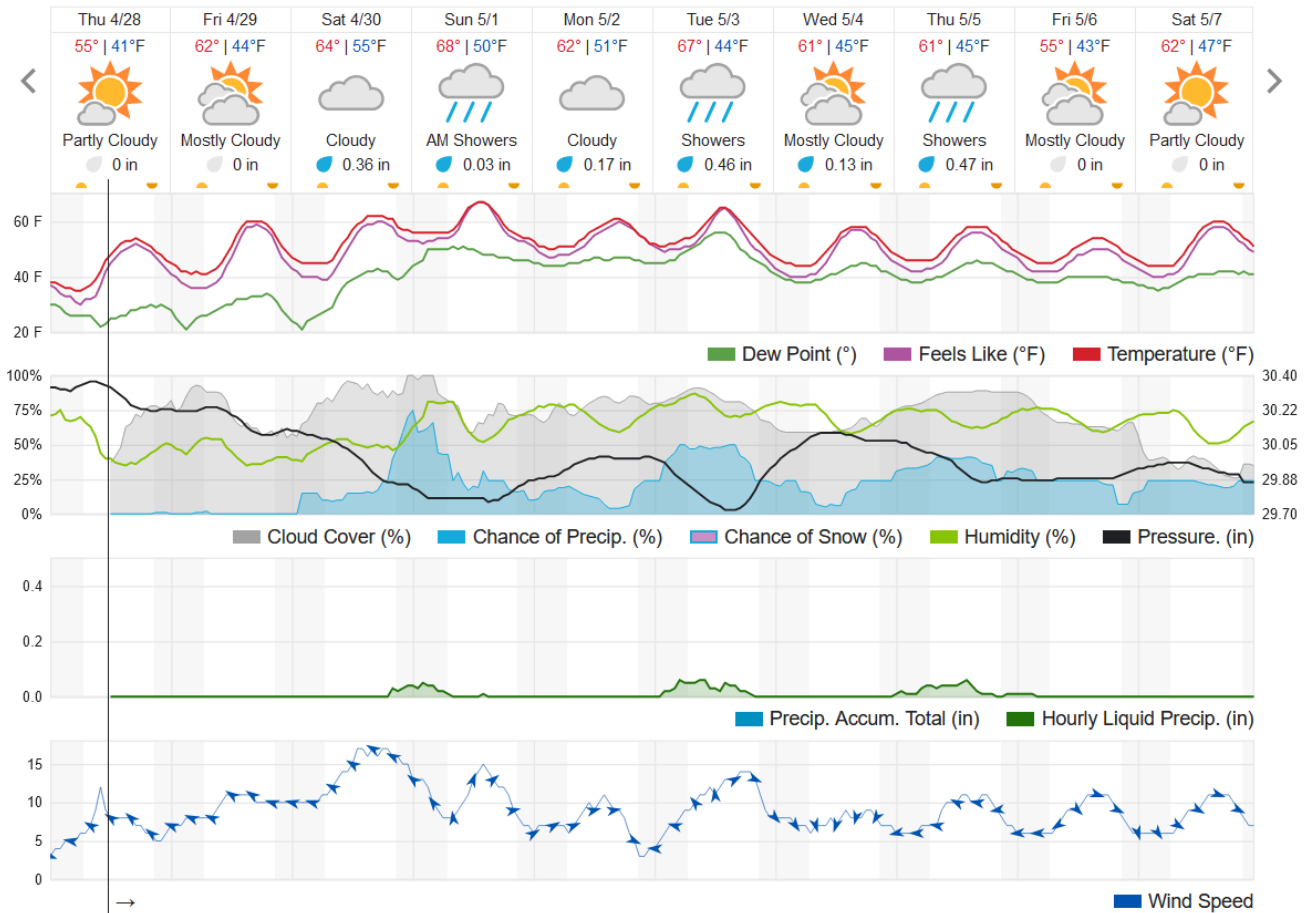 Thu 4/28 Fri 4/29 Sat 4/30 Sun 5/1 Mon 5/2 Tue 5/3 Wed 5/4 Thu 5/5 Fri 5/6 Sat 5/7
55° | 41°F 62° | 44°F 64° | 55°F 68° | 50°F 62° | 51°F 67° | 44°F 61° | 45°F 61° | 45°F 55° | 43°F 62° | 47°F
Partly Cloudy Mostly Cloudy Cloudy AM Showers Cloudy Showers Mostly Cloudy Showers Mostly Cloudy Partly Cloudy
0 in 0 in 0.36 in 0.03 in 0.17 in 0.46 in 0.13 in 0.47 in 0 in 0 in
60 F
40 F
20 F
Dew Point (°) Feels Like (°F) Temperature (°F)
100% 30.40
75% 30.22
50% 30.05
25% 29.88
0% 29.70
Cloud Cover (%) Chance of Precip. (%) Chance of Snow (%) Humidity (%) Pressure. (in)
0.4
0.2
0.0
Precip. Accum. Total (in) Hourly Liquid Precip. (in)
15
10
5
0
→
Wind Speed